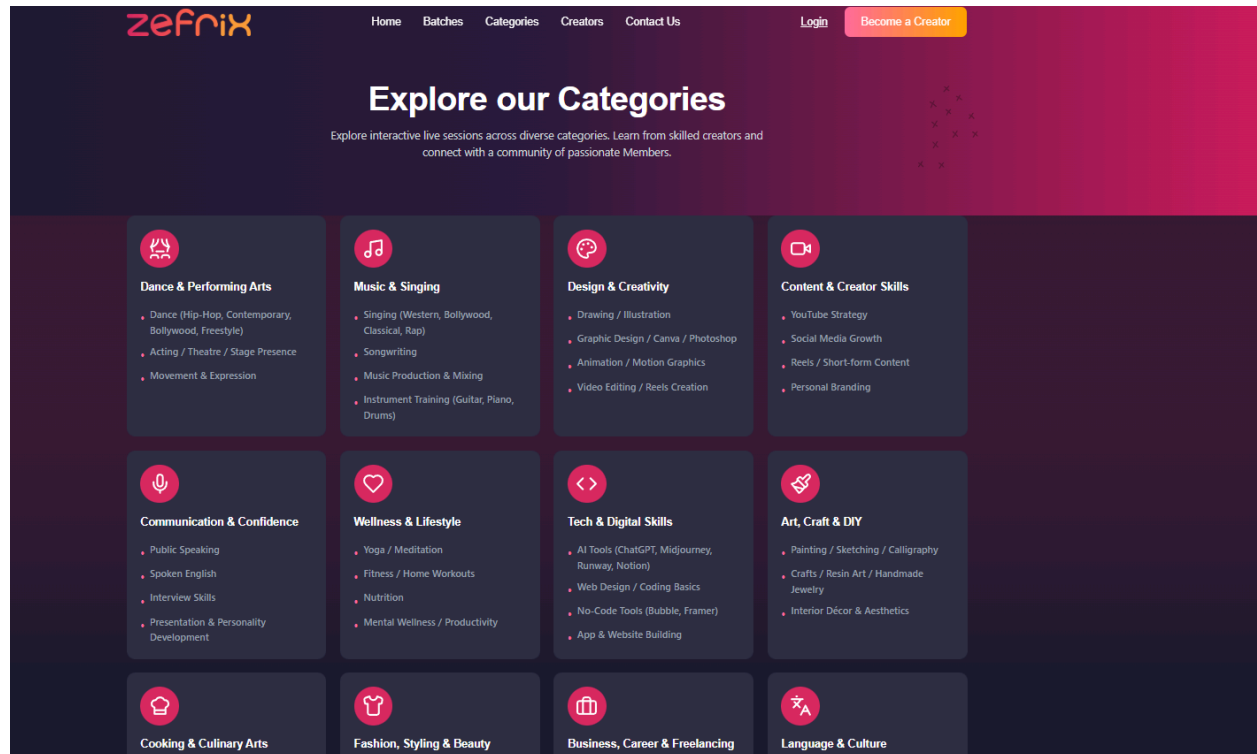 zefrix
Home Batches Categories Creators Contact Us Login Become a Creator
Explore our Categories
Explore interactive live sessions across diverse categories. Learn from skilled creators and
connect with a community of passionate Members.
Dance & Performing Arts
Dance (Hip-Hop, Contemporary,
Bollywood, Freestyle)
Acting / Theatre / Stage Presence
Movement & Expression
Music & Singing
Singing (Western, Bollywood,
Classical, Rap)
Songwriting
Music Production & Mixing
Instrument Training (Guitar, Piano,
Drums)
Design & Creativity
Drawing / Illustration
Graphic Design / Canva / Photoshop
Animation / Motion Graphics
Video Editing / Reels Creation
Content & Creator Skills
YouTube Strategy
Social Media Growth
Reels / Short-form Content
Personal Branding
Communication & Confidence
Public Speaking
Spoken English
Interview Skills
Presentation & Personality
Development
Wellness & Lifestyle
Yoga / Meditation
Fitness / Home Workouts
Nutrition
Mental Wellness / Productivity
Tech & Digital Skills
AI Tools (ChatGPT, Midjourney,
Runway, Notion)
Web Design / Coding Basics
No-Code Tools (Bubble, Framer)
App & Website Building
Art, Craft & DIY
Painting / Sketching / Calligraphy
Crafts / Resin Art / Handmade
Jewelry
Interior Décor & Aesthetics
Cooking & Culinary Arts
Fashion, Styling & Beauty
Business, Career & Freelancing
Language & Culture